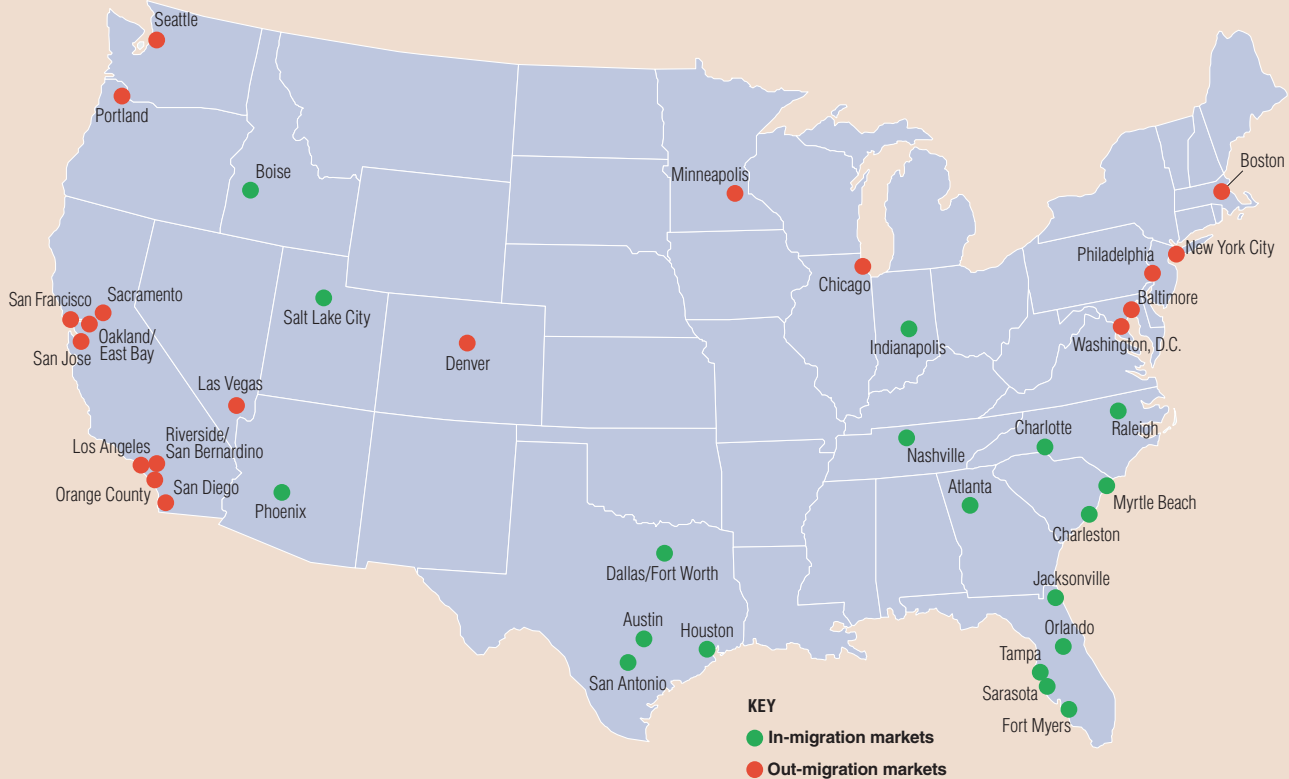 Seattle
Portland
Boise
Minneapolis
Boston
New York City
Philadelphia
Baltimore
Washington, D.C.
Chicago
Indianapolis
San Francisco
Sacramento
Oakland/
East Bay
San Jose
Salt Lake City
Denver
Las Vegas
Los Angeles
Riverside/
San Bernardino
Orange County
San Diego
Phoenix
Nashville
Charlotte
Raleigh
Atlanta
Myrtle Beach
Charleston
Dallas/Fort Worth
Austin
Houston
San Antonio
Jacksonville
Orlando
Tampa
Sarasota
Fort Myers
KEY
In-migration markets
Out-migration markets